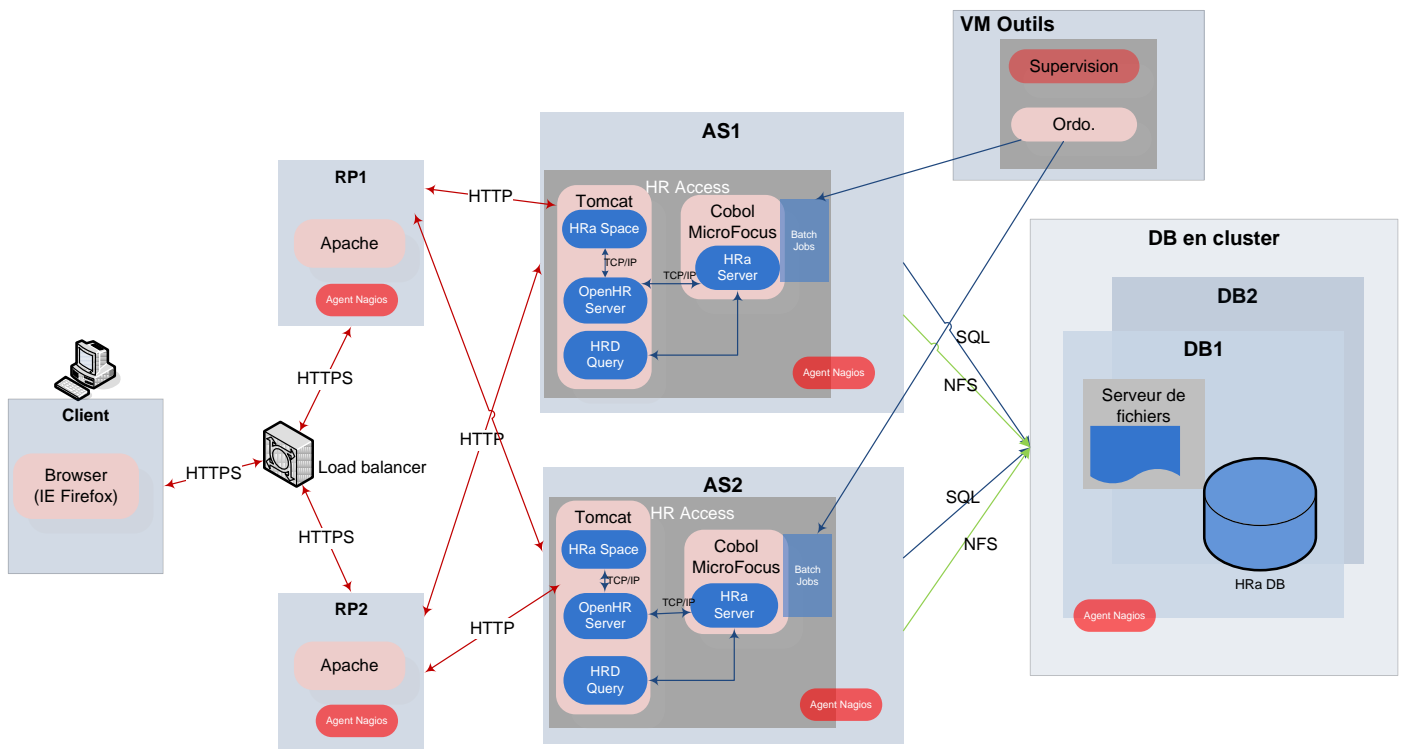 VM Outils
Supervision
Ordo.
AS1
HR Access
Tomcat
HRa Space
TCP/IP
OpenHR
Server
HRD
Query
TCP/IP
Cobol
MicroFocus
HRa
Server
Batch
Jobs
Agent Nagios
RP1
Apache
Agent Nagios
HTTP
HTTPS
HTTP
Client
Browser
(IE Firefox)
HTTPS
Load balancer
HTTPS
RP2
Apache
Agent Nagios
HTTP
AS2
HR Access
Tomcat
HRa Space
TCP/IP
OpenHR
Server
HRD
Query
TCP/IP
Cobol
MicroFocus
HRa
Server
Batch
Jobs
Agent Nagios
SQL
NFS
SQL
NFS
DB en cluster
DB2
DB1
Serveur de
fichiers
HRa DB
Agent Nagios